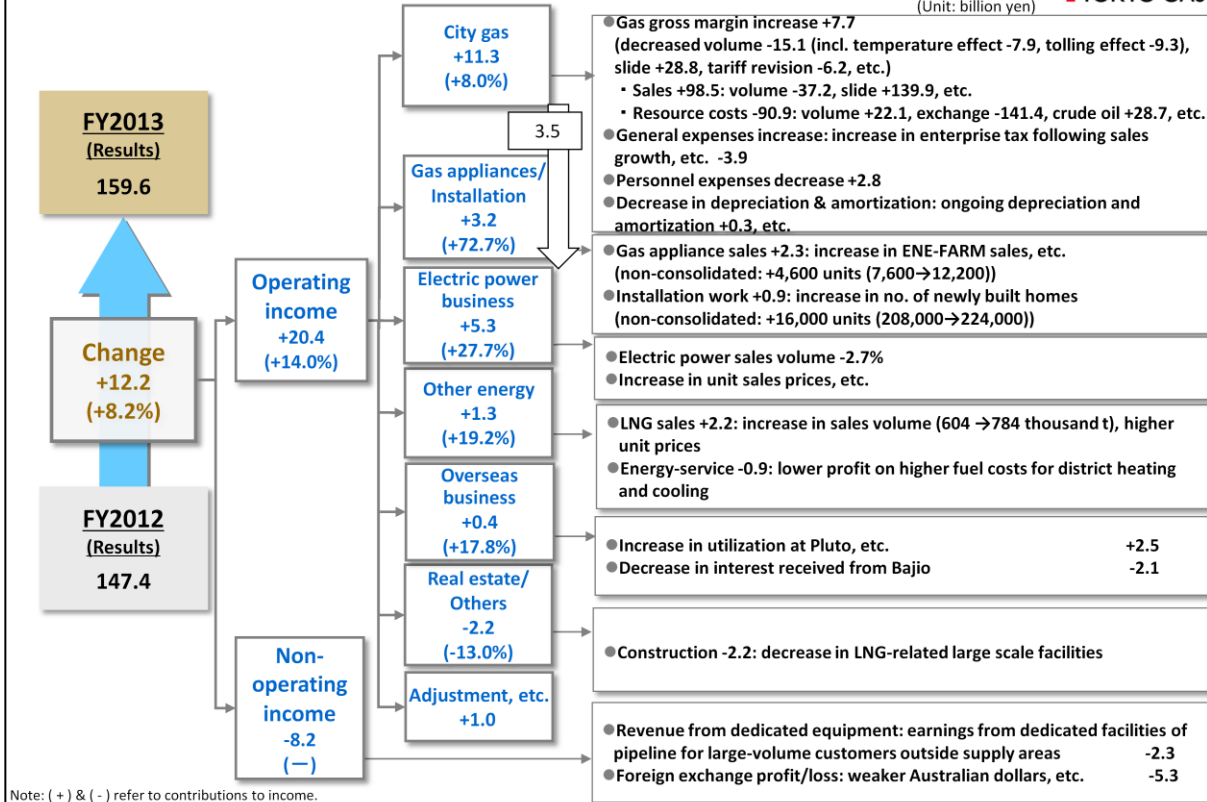 (Unit: billion yen)
TOKYO GAS
FY2013
(Results)
159.6
Change
+12.2
(+8.2%)
FY2012
(Results)
147.4
Operating
income
+20.4
(+14.0%)
Non-
operating
income
-8.2
(—)
City gas
+11.3
(+8.0%)
3.5
Gas appliances/
Installation
+3.2
(+72.7%)
Electric power
business
+5.3
(+27.7%)
Other energy
+1.3
(+19.2%)
Overseas
business
+0.4
(+17.8%)
Real estate/
Others
-2.2
(-13.0%)
Adjustment, etc.
+1.0
●Gas gross margin increase +7.7
(decreased volume -15.1 (incl. temperature effect -7.9, tolling effect -9.3),
slide +28.8, tariff revision -6.2, etc.)
・Sales +98.5: volume -37.2, slide +139.9, etc.
・Resource costs -90.9: volume +22.1, exchange -141.4, crude oil +28.7, etc.
●General expenses increase: increase in enterprise tax following sales
growth, etc. -3.9
●Personnel expenses decrease +2.8
●Decrease in depreciation & amortization: ongoing depreciation and
amortization +0.3, etc.
●Gas appliance sales +2.3: increase in ENE-FARM sales, etc.
(non-consolidated: +4,600 units (7,600→12,200))
●Installation work +0.9: increase in no. of newly built homes
(non-consolidated: +16,000 units (208,000→224,000))
●Electric power sales volume -2.7%
●Increase in unit sales prices, etc.
●LNG sales +2.2: increase in sales volume (604 →784 thousand t), higher
unit prices
●Energy-service -0.9: lower profit on higher fuel costs for district heating
and cooling
●Increase in utilization at Pluto, etc. +2.5
●Decrease in interest received from Bajio -2.1
●Construction -2.2: decrease in LNG-related large scale facilities
●Revenue from dedicated equipment: earnings from dedicated facilities of
pipeline for large-volume customers outside supply areas -2.3
●Foreign exchange profit/loss: weaker Australian dollars, etc. -5.3
Note: ( + ) & ( - ) refer to contributions to income.